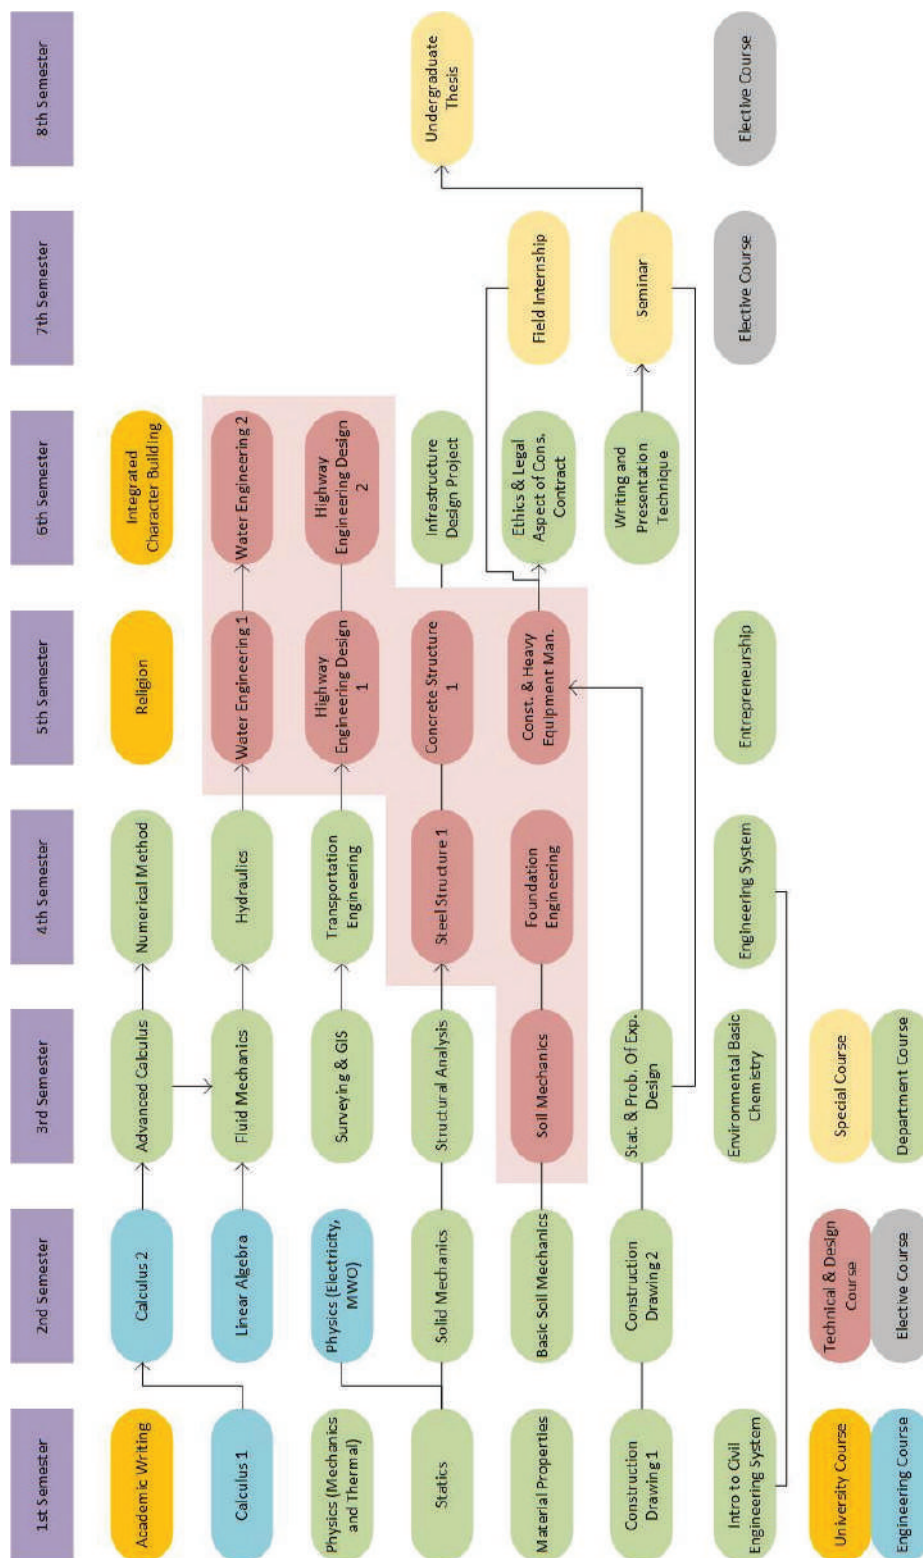 1st Semester
2nd Semester
3rd Semester
4th Semester
5th Semester
6th Semester
7th Semester
8th Semester
Academic Writing
Calculus 2
Advanced Calculus
Numerical Method
Religion
Integrated
Character Building
Calculus 1
Linear Algebra
Fluid Mechanics
Hydraulics
Water Engineering 1
Water Engineering 2
Physics (Mechanics
and Thermal)
Physics (Electricity,
MWO)
Surveying & GIS
Transportation
Engineering
Highway
Engineering Design
1
Highway
Engineering Design
2
Statics
Solid Mechanics
Structural Analysis
Steel Structure 1
Concrete Structure
1
Infrastructure
Design Project
Undergraduate
Thesis
Material Properties
Basic Soil Mechanics
Soil Mechanics
Foundation
Engineering
Const. & Heavy
Equipment Man.
Ethics & Legal
Aspect of Cons.
Contract
Field Internship
Construction
Drawing 1
Construction
Drawing 2
Stat. & Prob. Of Exp.
Design
Writing and
Presentation
Technique
Seminar
Intro to Civil
Engineering System
Environmental Basic
Chemistry
Engineering System
Entrepreneurship
Elective Course
Elective Course
University Course
Technical & Design
Course
Special Course
Engineering Course
Elective Course
Department Course